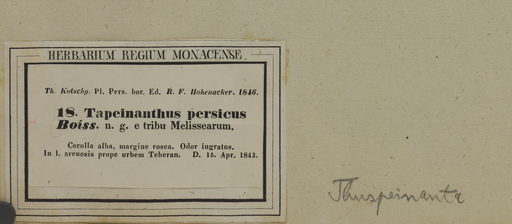 HERBARIUM REGIUM MONACENSE.
Th. Kotschy. Pl. Pers. bor. Ed. R. F. Hohenacker. 1846.
18. Tapeinanthus persicus
Boiss. n. g. e tribu Melissearum.
Corolla alba, margine rosea. Odor ingratus.
In l. arenosis prope urbem Teheran. D. 15. Apr. 1843.
Thuspeinanta